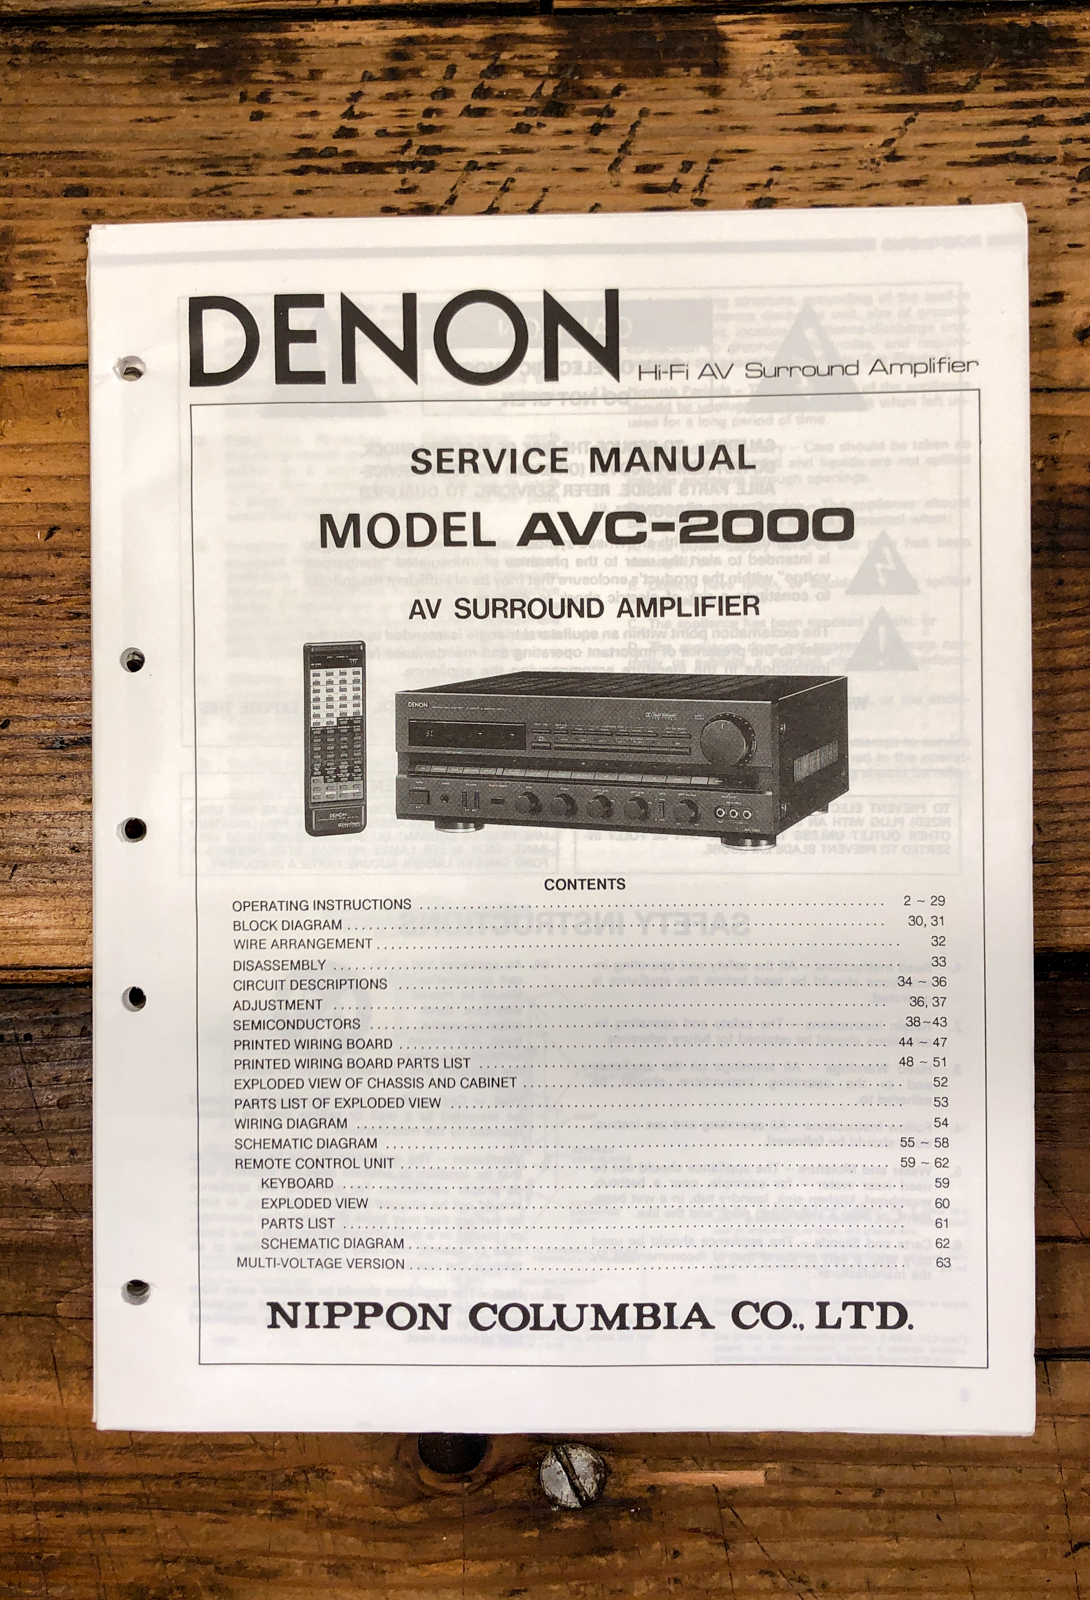 DENON
Hi-Fi AV Surround Amplifier
SERVICE MANUAL
MODEL AVC-2000
AV SURROUND AMPLIFIER
DENON
DENON
CONTENTS
OPERATING INSTRUCTIONS 2 ~ 29
BLOCK DIAGRAM 30, 31
WIRE ARRANGEMENT 32
DISASSEMBLY 33
CIRCUIT DESCRIPTIONS 34 ~ 36
ADJUSTMENT 36, 37
SEMICONDUCTORS 38~43
PRINTED WIRING BOARD 44 ~ 47
PRINTED WIRING BOARD PARTS LIST 48 ~ 51
EXPLODED VIEW OF CHASSIS AND CABINET 52
PARTS LIST OF EXPLODED VIEW 53
WIRING DIAGRAM 54
SCHEMATIC DIAGRAM 55 ~ 58
REMOTE CONTROL UNIT 59 ~ 62
KEYBOARD 59
EXPLODED VIEW 60
PARTS LIST 61
SCHEMATIC DIAGRAM 62
MULTI-VOLTAGE VERSION 63
NIPPON COLUMBIA CO., LTD.